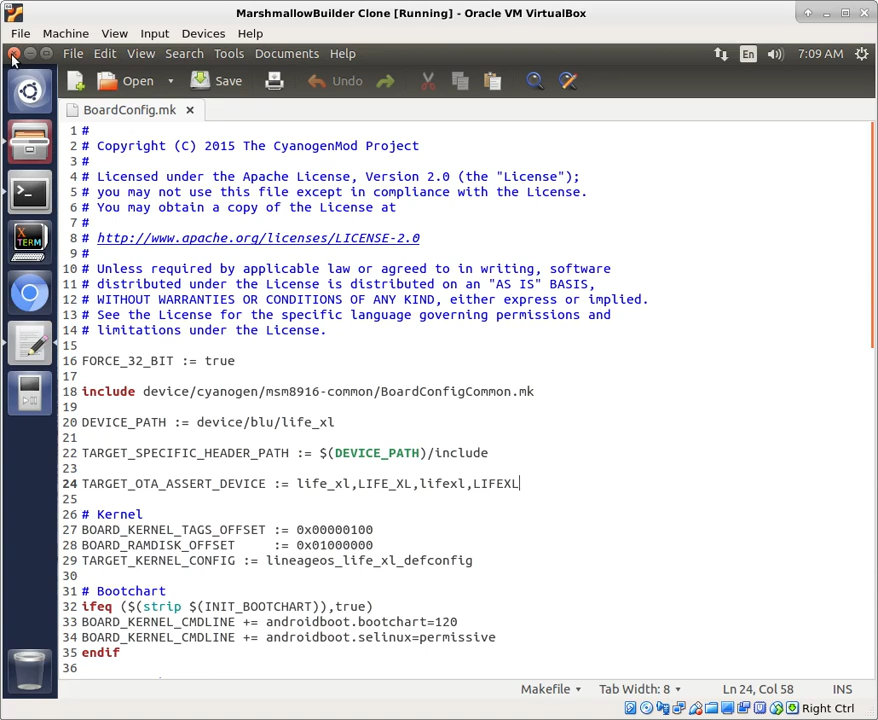 MarshmallowBuilder Clone [Running] - Oracle VM VirtualBox
File Machine View Input Devices Help
File Edit View Search Tools Documents Help En 7:09 AM
Open Save Undo
BoardConfig.mk
XTERM
1 #
2 # Copyright (C) 2015 The CyanogenMod Project
3 #
4 # Licensed under the Apache License, Version 2.0 (the "License");
5 # you may not use this file except in compliance with the License.
6 # You may obtain a copy of the License at
7 #
8 # http://www.apache.org/licenses/LICENSE-2.0
9 #
10 # Unless required by applicable law or agreed to in writing, software
11 # distributed under the License is distributed on an "AS IS" BASIS,
12 # WITHOUT WARRANTIES OR CONDITIONS OF ANY KIND, either express or implied.
13 # See the License for the specific language governing permissions and
14 # limitations under the License.
15
16 FORCE_32_BIT := true
17
18 include device/cyanogen/msm8916-common/BoardConfigCommon.mk
19
20 DEVICE_PATH := device/blu/life_xl
21
22 TARGET_SPECIFIC_HEADER_PATH := $(DEVICE_PATH)/include
23
24 TARGET_OTA_ASSERT_DEVICE := life_xl,LIFE_XL,lifexl,LIFEXL
25
26 # Kernel
27 BOARD_KERNEL_TAGS_OFFSET := 0x00000100
28 BOARD_RAMDISK_OFFSET     := 0x01000000
29 TARGET_KERNEL_CONFIG := lineageos_life_xl_defconfig
30
31 # Bootchart
32 ifeq ($(strip $(INIT_BOOTCHART)),true)
33 BOARD_KERNEL_CMDLINE += androidboot.bootchart=120
34 BOARD_KERNEL_CMDLINE += androidboot.selinux=permissive
35 endif
36
Makefile Tab Width: 8 Ln 24, Col 58 INS
Right Ctrl